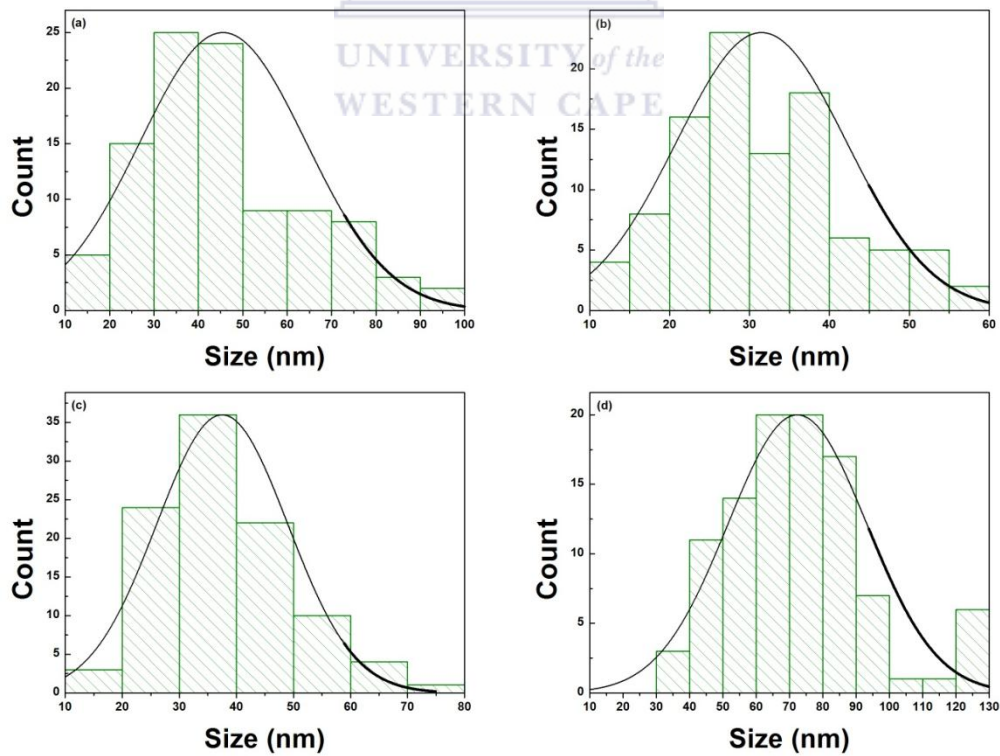 UNIVERSITY of the
WESTERN CAPE
(a)
25
20
15
10
5
0
Count
10 20 30 40 50 60 70 80 90 100
Size (nm)
(b)
20
15
10
5
0
Count
10 20 30 40 50 60
Size (nm)
(c)
35
30
25
20
15
10
5
0
Count
10 20 30 40 50 60 70 80
Size (nm)
(d)
20
15
10
5
0
Count
10 20 30 40 50 60 70 80 90 100 110 120 130
Size (nm)